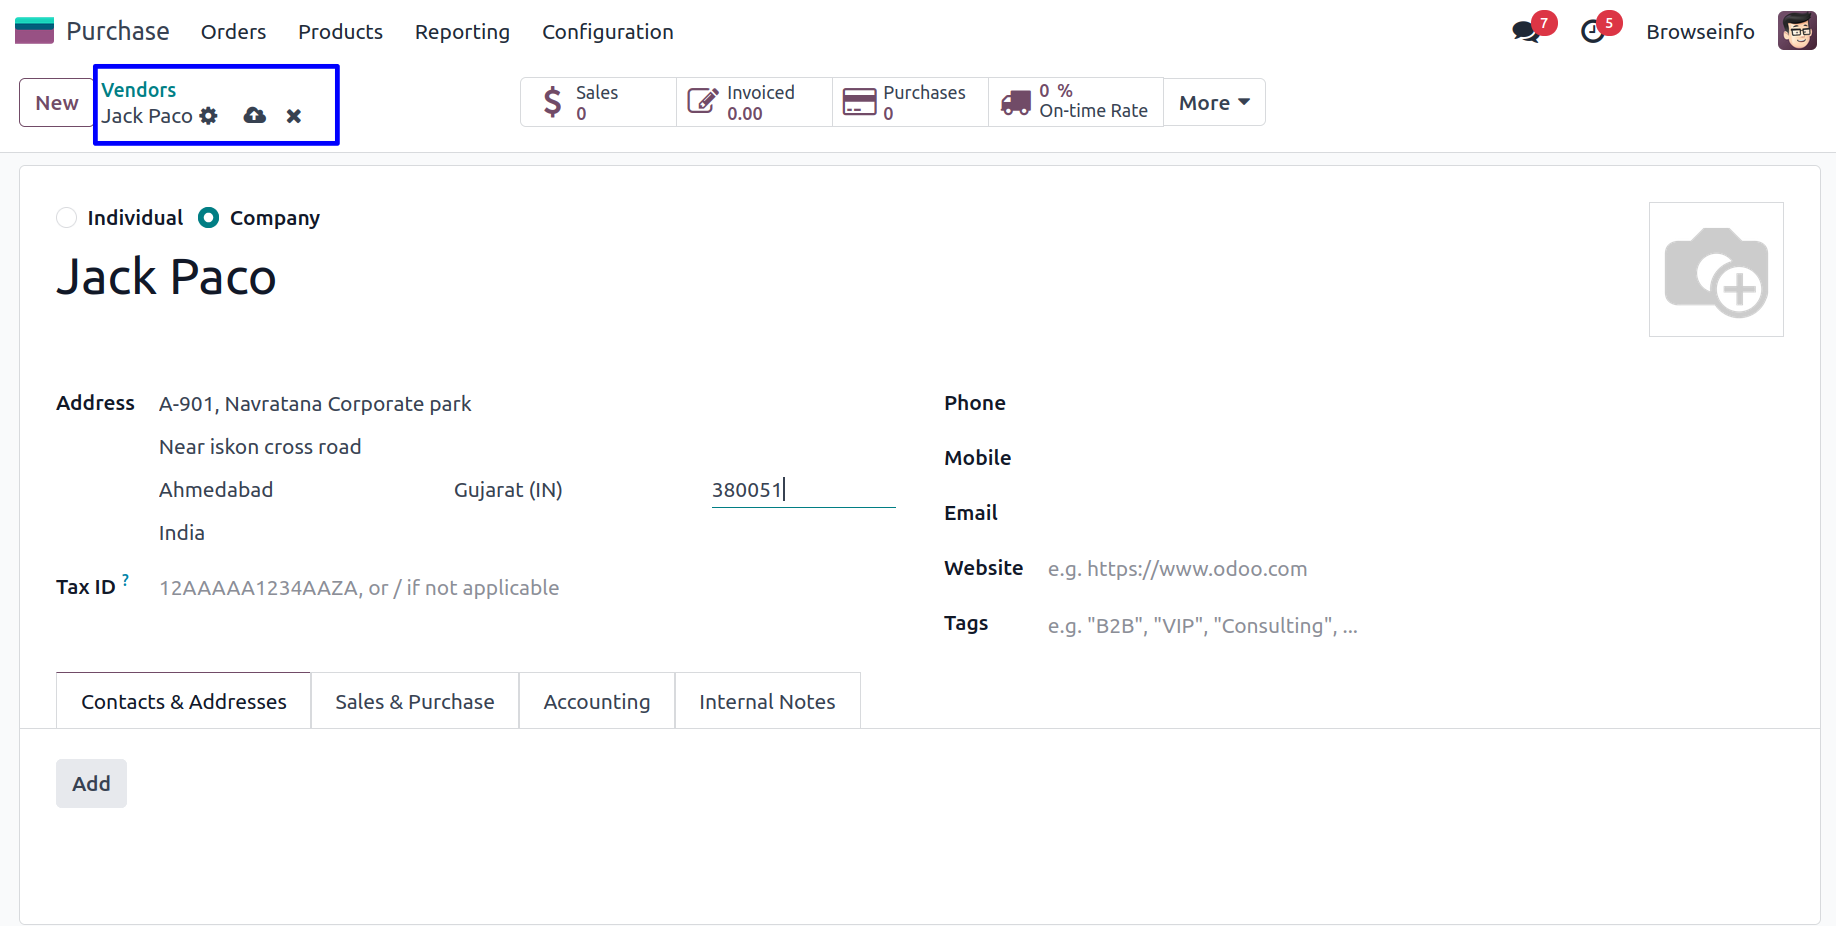 Purchase Orders Products Reporting Configuration 7 5 Browseinfo
New
Vendors
Jack Paco
Sales
0
Invoiced
0.00
Purchases
0
0 %
On-time Rate
More
Individual Company
Jack Paco
Address A-901, Navratana Corporate park
Near iskon cross road
Ahmedabad Gujarat (IN) 380051
India
Tax ID ? 12AAAAA1234AAZA, or / if not applicable
Phone
Mobile
Email
Website e.g. https://www.odoo.com
Tags e.g. "B2B", "VIP", "Consulting", ...
Contacts & Addresses Sales & Purchase Accounting Internal Notes
Add